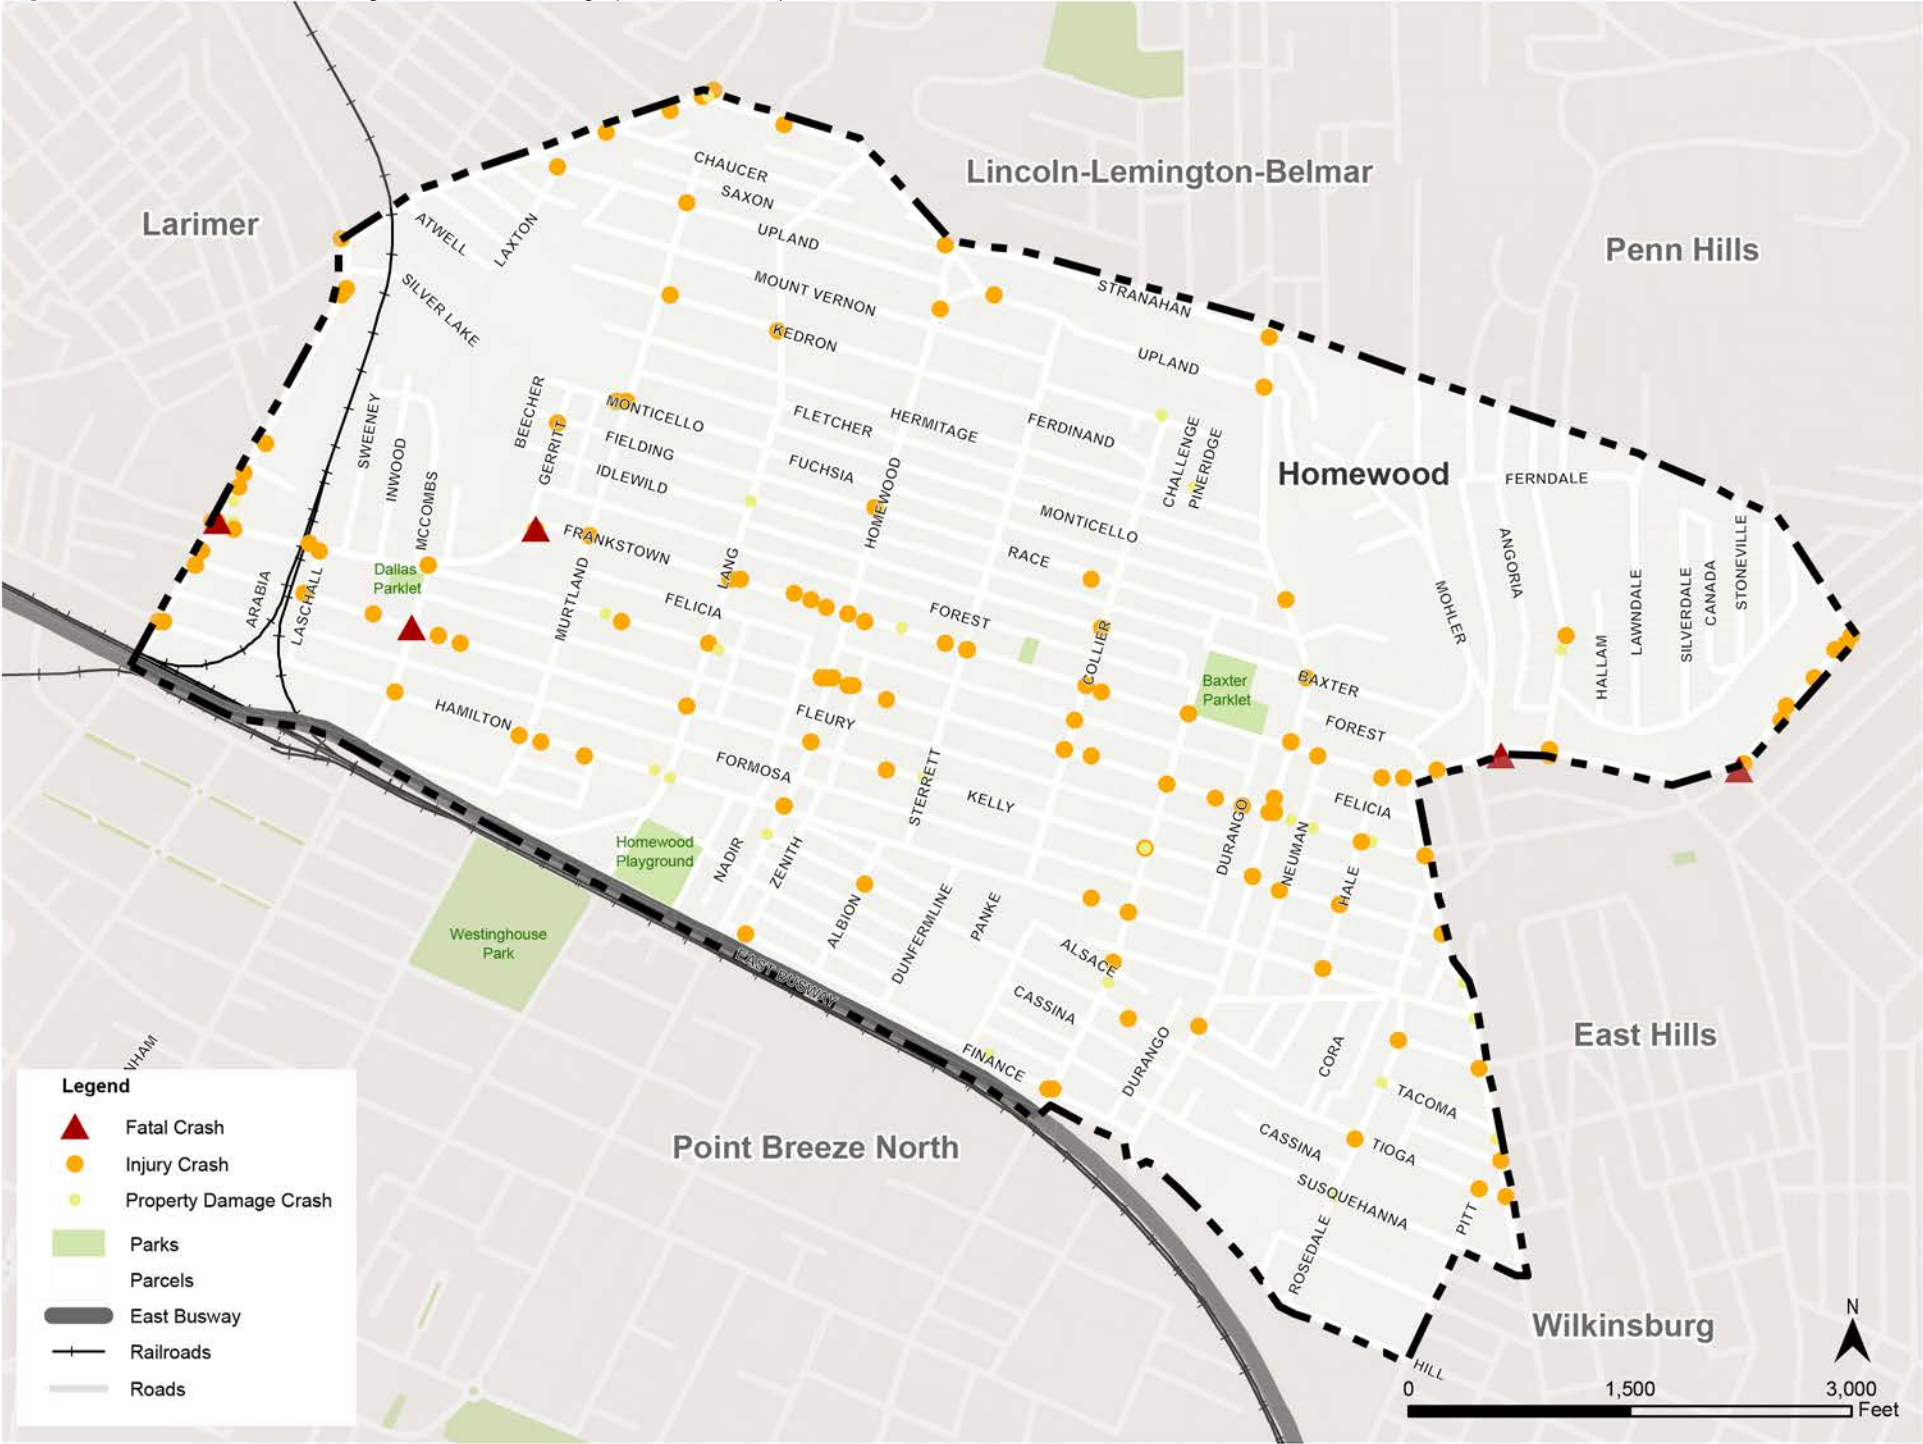 Lincoln-Lemington-Belmar
Larimer
Penn Hills
CHAUCER
SAXON
UPLAND
ATWELL
LAXTON
SILVER LAKE
MOUNT VERNON
KEDRON
STRANAHAN
UPLAND
SWEENEY
INWOOD
MCCOMBS
BEECHER
GERRITT
MONTICELLO
FIELDING
IDLEWILD
FLETCHER
HERMITAGE
FERDINAND
FUCHSIA
HOMEWOOD
CHALLENGE
PINERIDGE
Homewood
FERNDALE
MONTICELLO
FRANKSTOWN
RACE
LANG
ANGORIA
MOHLER
HALLAM
LAWNDALE
SILVERDALE
CANADA
STONEVILLE
Dallas
Parklet
ARABIA
LASCHALL
MURTLAND
FELICIA
FOREST
COLLIER
Baxter
Parklet
BAXTER
FOREST
HAMILTON
FLEURY
FORMOSA
STERRETT
KELLY
FELICIA
DURANGO
NEUMAN
HALE
Homewood
Playground
NADIR
ZENITH
ALBION
DUNFERMLINE
PANKE
Westinghouse
Park
EAST BUSWAY
ALSACE
CASSINA
FINANCE
DURANGO
CORA
TACOMA
East Hills
CASSINA
TIOGA
SUSQUEHANNA
PITT
ROSEDALE
Point Breeze North
Wilkinsburg
HILL
NHAM
Legend
Fatal Crash
Injury Crash
Property Damage Crash
Parks
Parcels
East Busway
Railroads
Roads
N
0 1,500 3,000
Feet